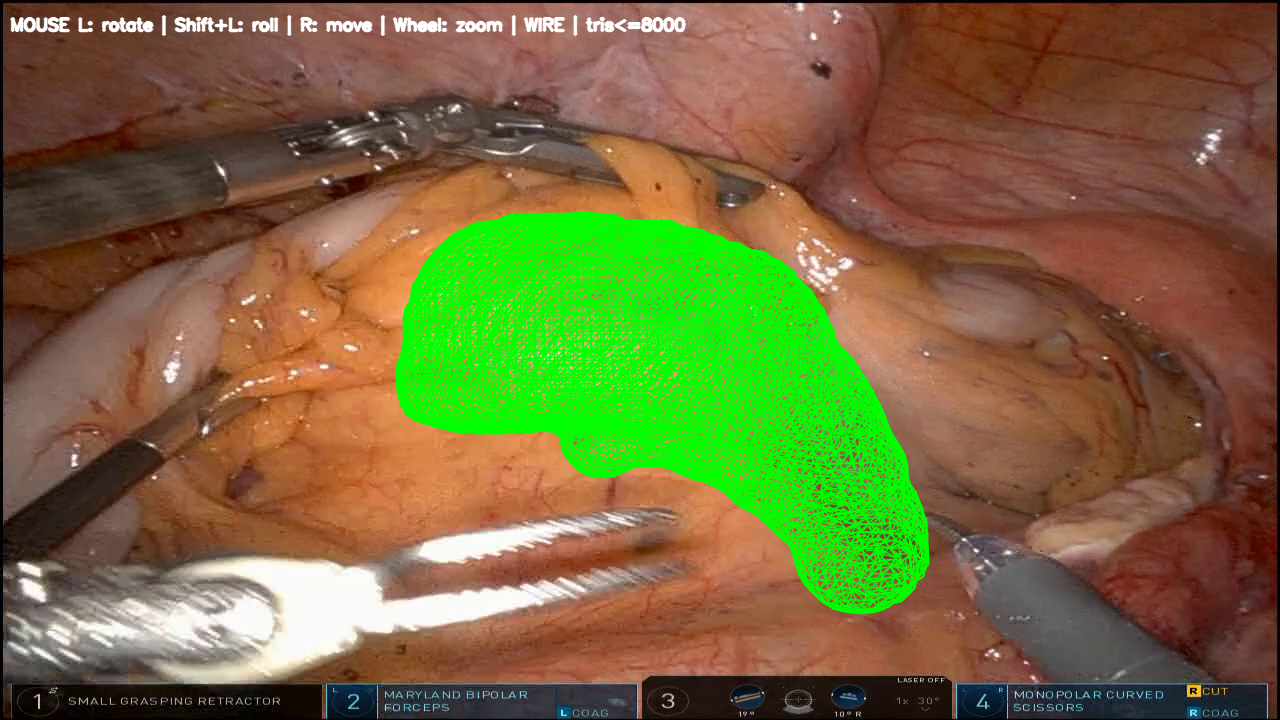 MOUSE L: rotate | Shift+L: roll | R: move | Wheel: zoom | WIRE | tris<=8000
LASER OFF
1 S SMALL GRASPING RETRACTOR
L 2 R MARYLAND BIPOLAR FORCEPS
L COAG
3
19°
10° R
1x 30°
L 4 R MONOPOLAR CURVED SCISSORS
R CUT
R COAG